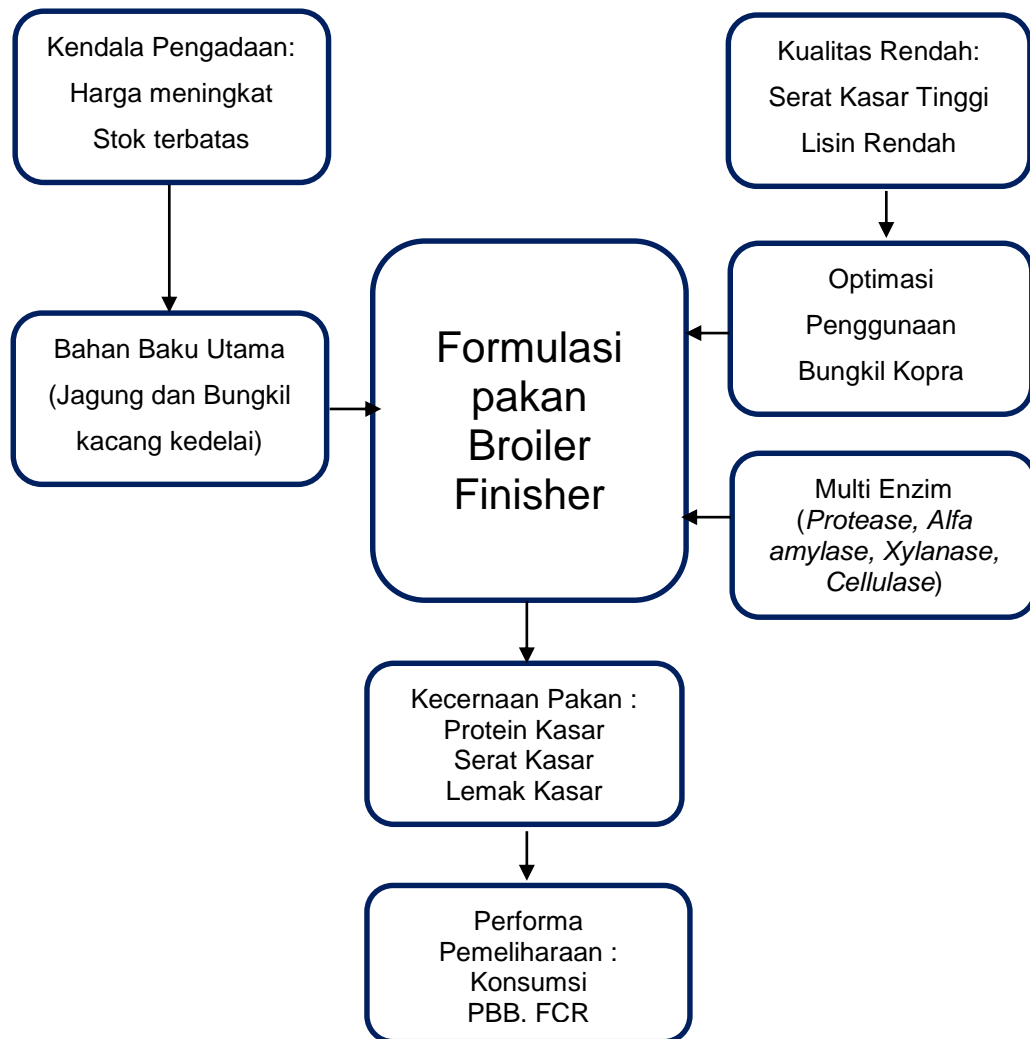 Kendala Pengadaan:
Harga meningkat
Stok terbatas
Kualitas Rendah:
Serat Kasar Tinggi
Lisin Rendah
Bahan Baku Utama
(Jagung dan Bungkil
kacang kedelai)
Formulasi
pakan
Broiler
Finisher
Optimasi
Penggunaan
Bungkil Kopra
Multi Enzim
(Protease, Alfa
amylase, Xylanase,
Cellulase)
Kecernaan Pakan :
Protein Kasar
Serat Kasar
Lemak Kasar
Performa
Pemeliharaan :
Konsumsi
PBB. FCR